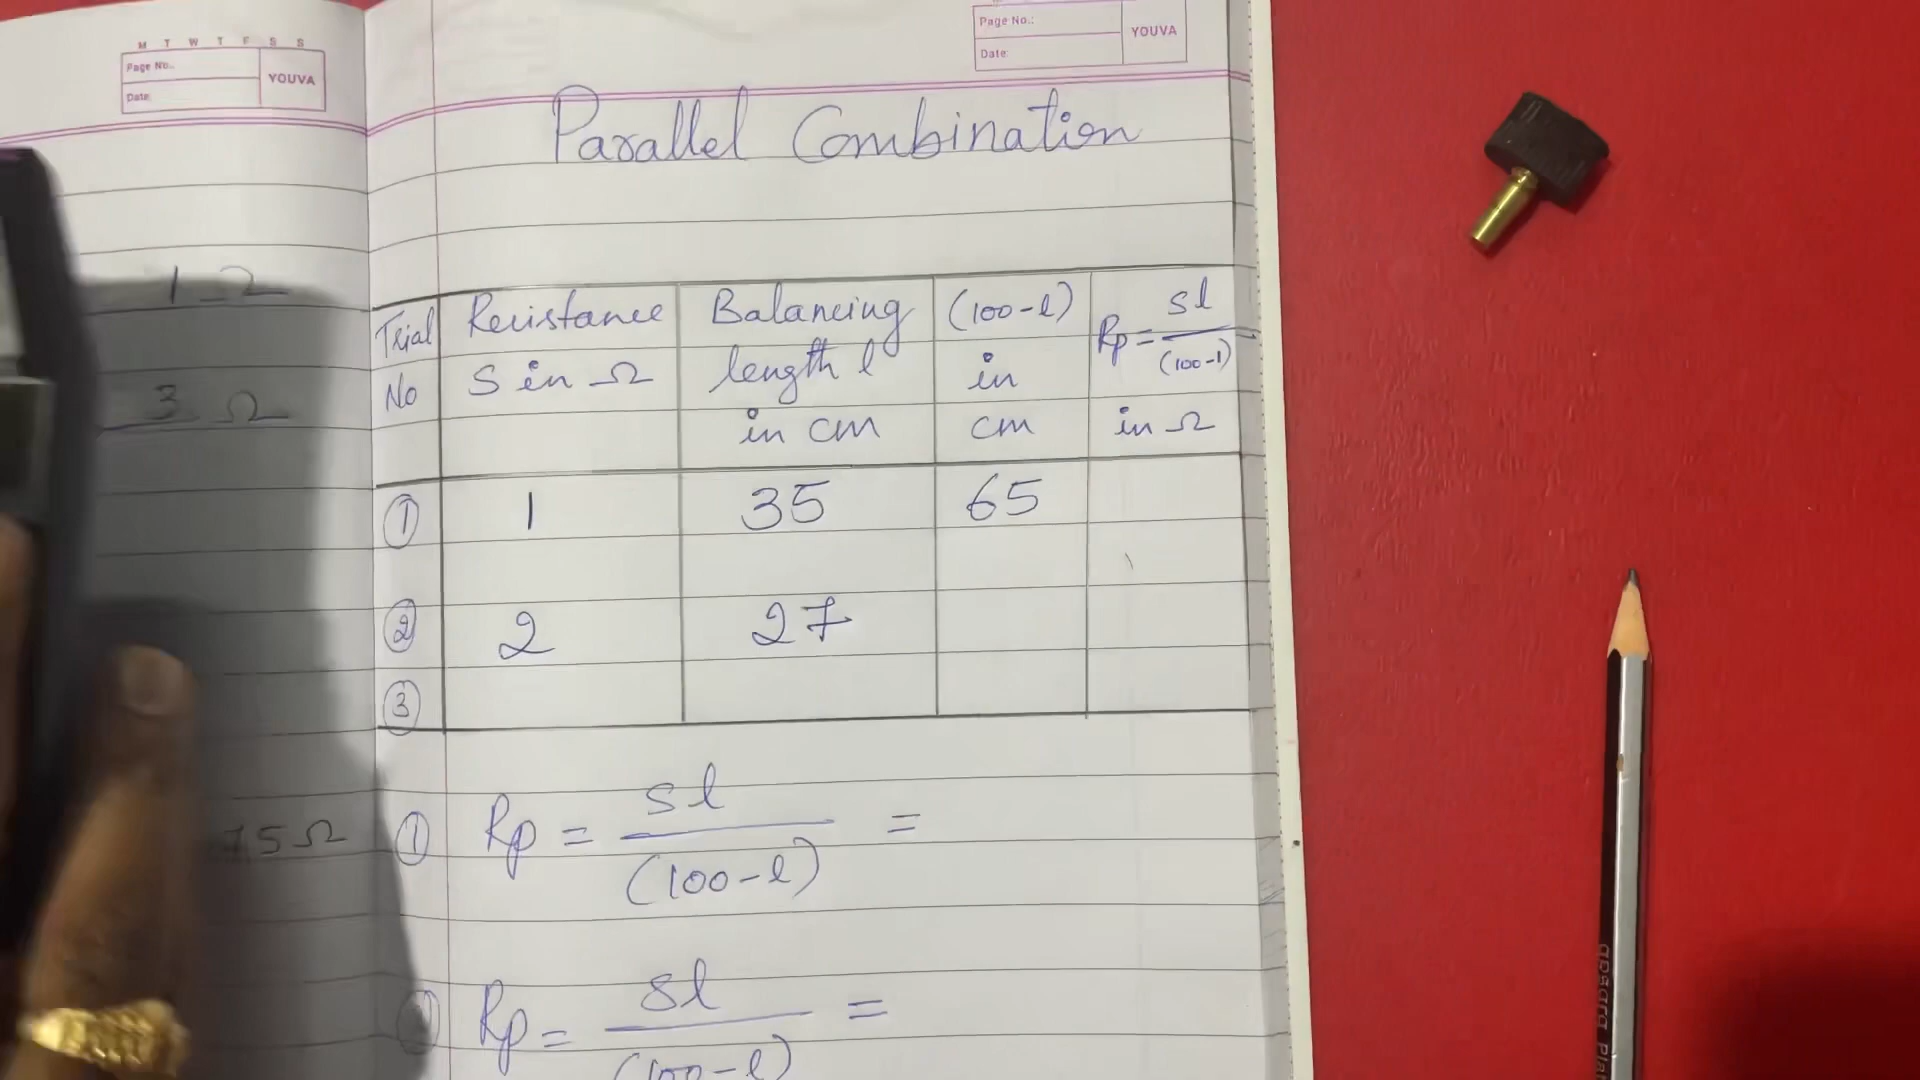 M T W T F S S
Page No.:
Date:
YOUVA
1 Ω
3 Ω
75 Ω
Page No.:
Date:
YOUVA
Parallel Combination
Trial No
Resistance S in Ω
Balancing length l in cm
(100-l) in cm
Rp = Sl / (100-l) in Ω
① 1 35 65
② 2 27
③
① Rp = Sl / (100-l) =
Rp = Sl / (100-l) =